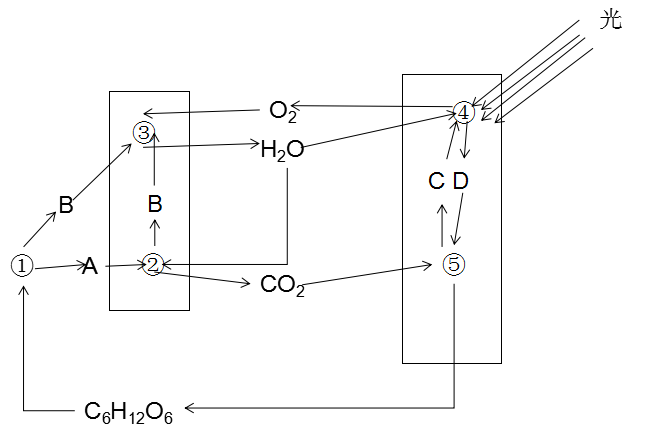 光
O₂
④
③
H₂O
C D
B
B
①
A
②
⑤
CO₂
C₆H₁₂O₆